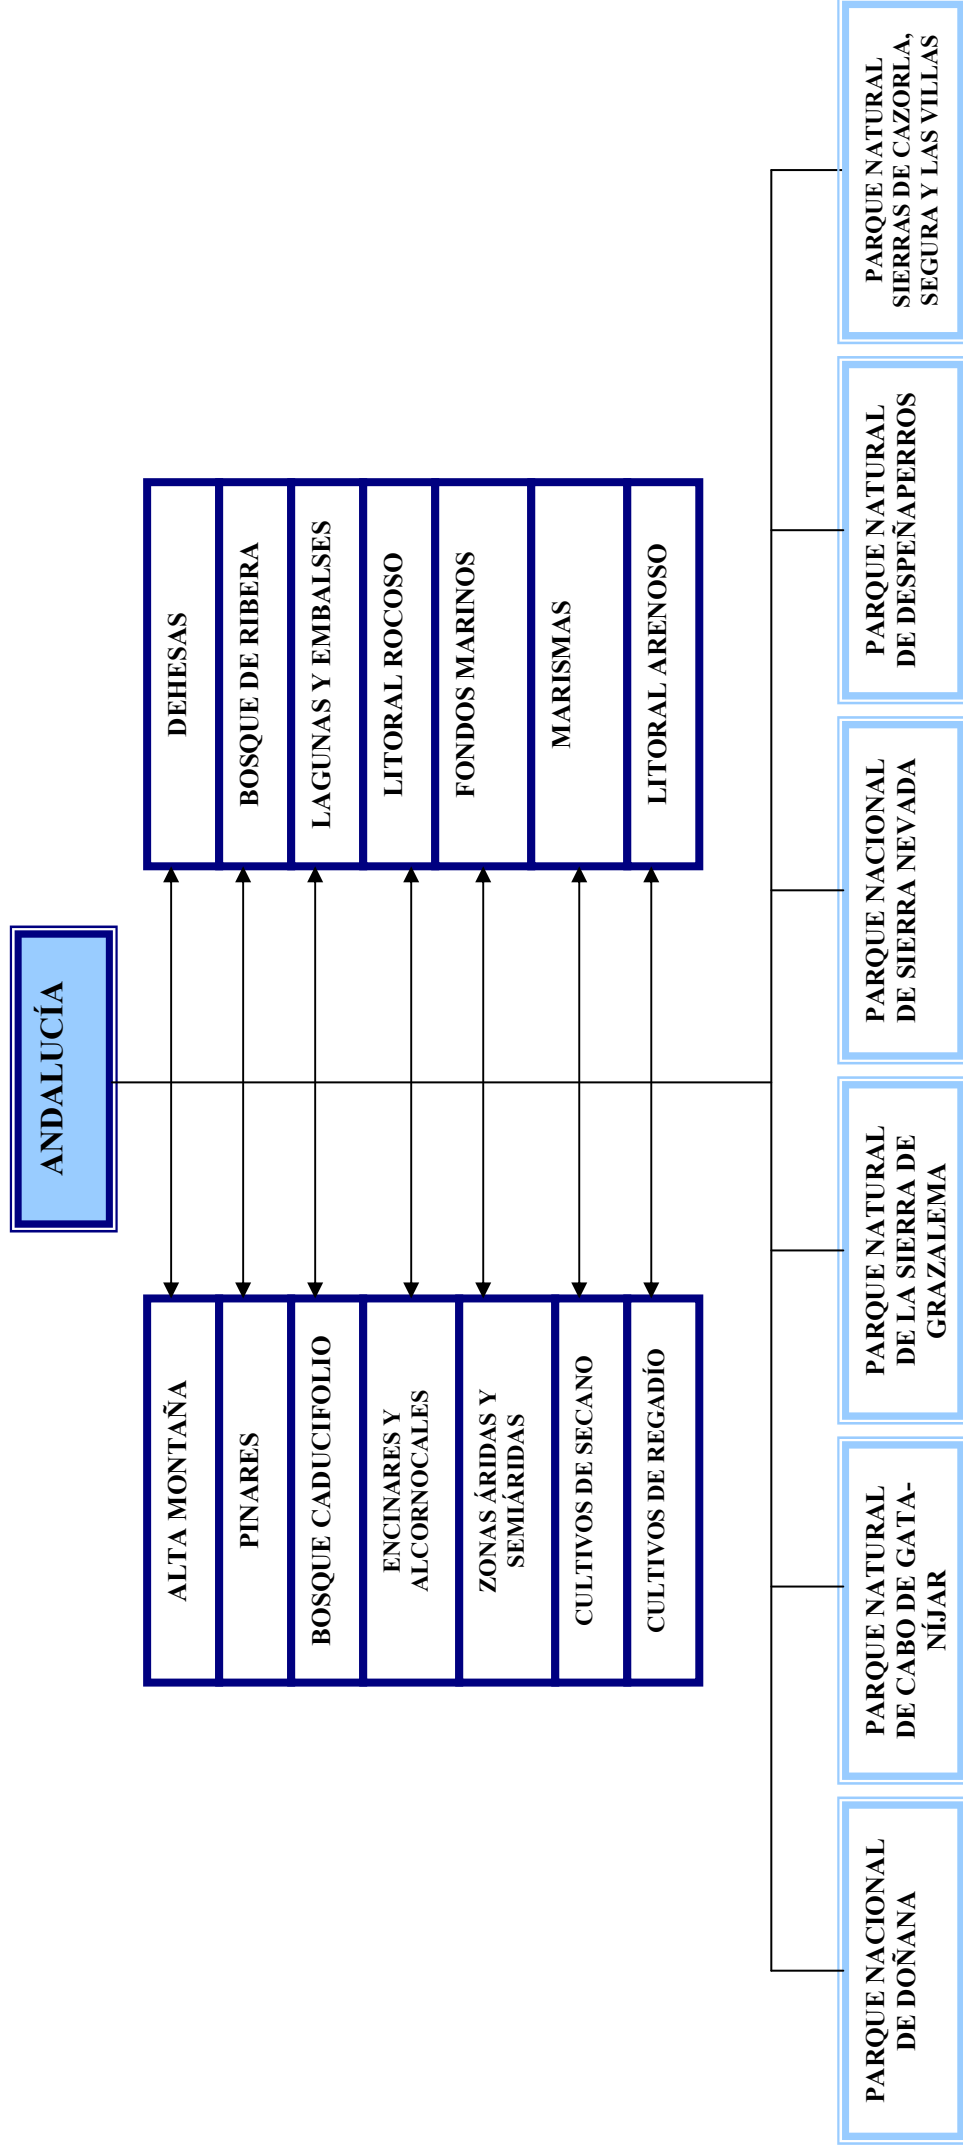 ANDALUCÍA
ALTA MONTAÑA
PINARES
BOSQUE CADUCIFOLIO
ENCINARES Y
ALCORNOCALES
ZONAS ÁRIDAS Y
SEMIÁRIDAS
CULTIVOS DE SECANO
CULTIVOS DE REGADÍO
DEHESAS
BOSQUE DE RIBERA
LAGUNAS Y EMBALSES
LITORAL ROCOSO
FONDOS MARINOS
MARISMAS
LITORAL ARENOSO
PARQUE NACIONAL
DE DOÑANA
PARQUE NATURAL
DE CABO DE GATA-
NÍJAR
PARQUE NATURAL
DE LA SIERRA DE
GRAZALEMA
PARQUE NACIONAL
DE SIERRA NEVADA
PARQUE NATURAL
DE DESPEÑAPERROS
PARQUE NATURAL
SIERRAS DE CAZORLA,
SEGURA Y LAS VILLAS